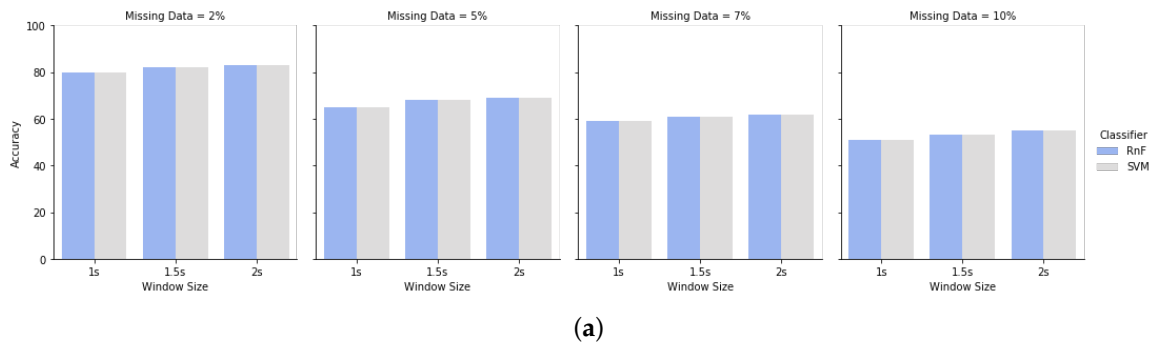 Missing Data = 2%
Missing Data = 5%
Missing Data = 7%
Missing Data = 10%
100
80
60
40
20
0
Accuracy
1s 1.5s 2s
Window Size
1s 1.5s 2s
Window Size
1s 1.5s 2s
Window Size
1s 1.5s 2s
Window Size
Classifier
RnF
SVM
(a)